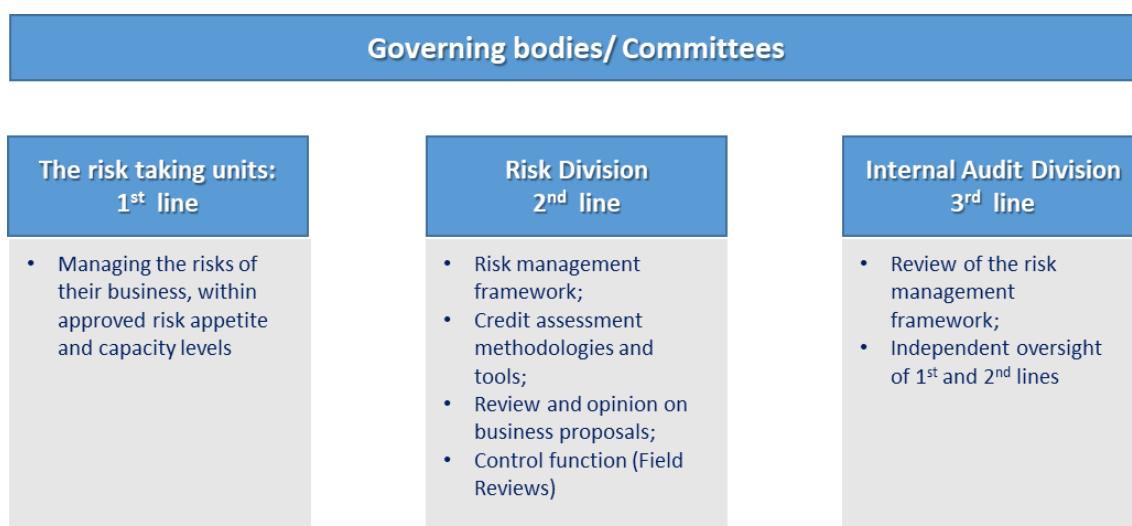 Governing bodies/ Committees
The risk taking units:
1st line
• Managing the risks of
their business, within
approved risk appetite
and capacity levels
Risk Division
2nd line
• Risk management
framework;
• Credit assessment
methodologies and
tools;
• Review and opinion on
business proposals;
• Control function (Field
Reviews)
Internal Audit Division
3rd line
• Review of the risk
management
framework;
• Independent oversight
of 1st and 2nd lines